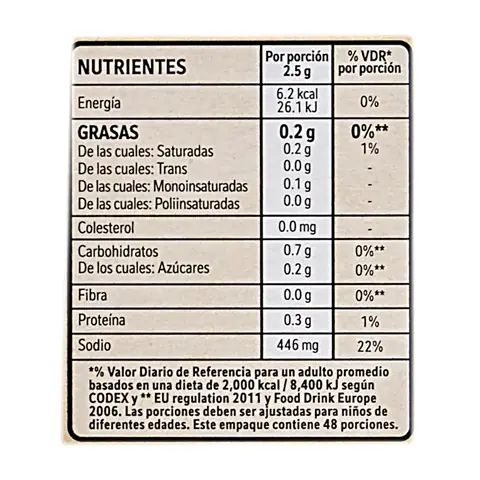 NUTRIENTES Por porción 2.5 g % VDR* por porción
Energía 6.2 kcal 26.1 kJ 0%
GRASAS 0.2 g 0%**
De las cuales: Saturadas 0.2 g 1%
De las cuales: Trans 0.0 g -
De las cuales: Monoinsaturadas 0.1 g -
De las cuales: Poliinsaturadas 0.0 g -
Colesterol 0.0 mg -
Carbohidratos 0.7 g 0%**
De los cuales: Azúcares 0.2 g 0%**
Fibra 0.0 g 0%**
Proteína 0.3 g 1%
Sodio 446 mg 22%
*% Valor Diario de Referencia para un adulto promedio
basados en una dieta de 2,000 kcal / 8,400 kJ según
CODEX y ** EU regulation 2011 y Food Drink Europe
2006. Las porciones deben ser ajustadas para niños de
diferentes edades. Este empaque contiene 48 porciones.